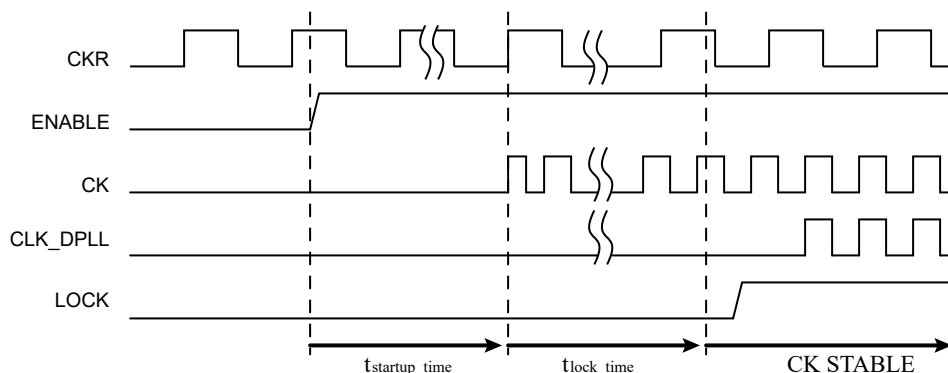 CKR
ENABLE
CK
CLK_DPLL
LOCK
tstartup_time tlock_time CK STABLE